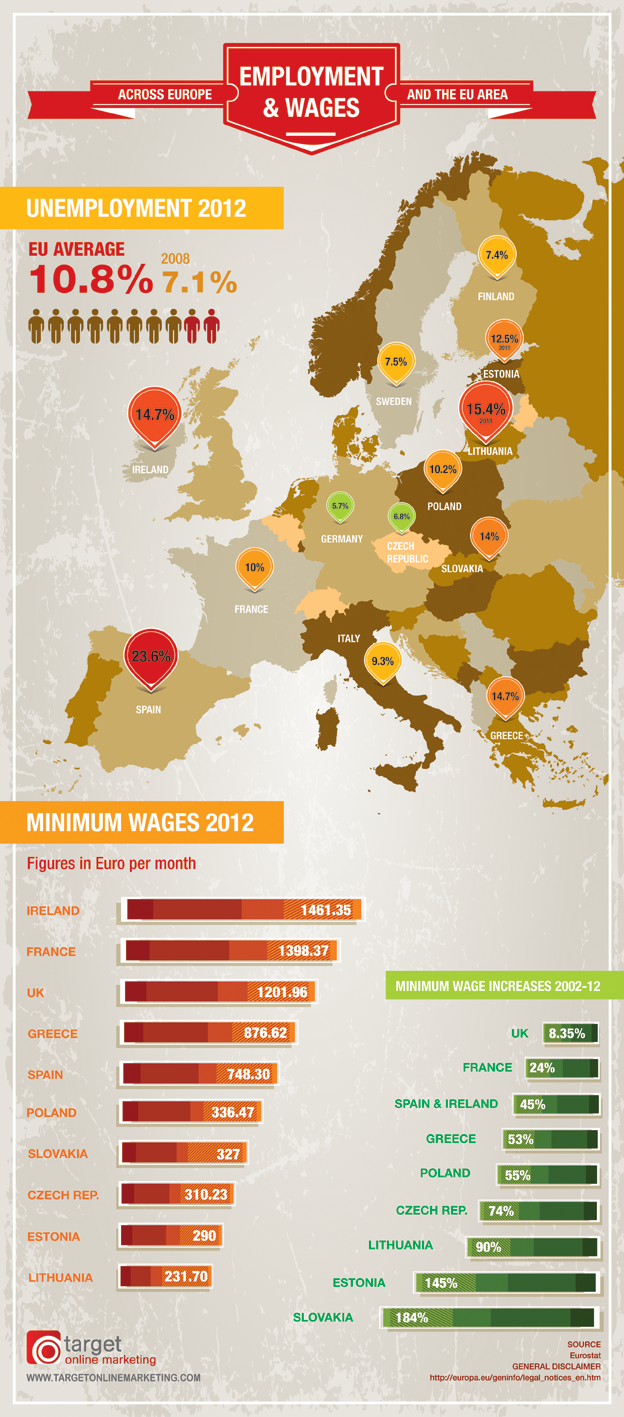 ACROSS EUROPE
EMPLOYMENT
& WAGES
AND THE EU AREA
UNEMPLOYMENT 2012
EU AVERAGE
10.8%
2008
7.1%
7.4%
FINLAND
12.5%
2011
ESTONIA
7.5%
SWEDEN
15.4%
2011
LITHUANIA
14.7%
IRELAND
10.2%
POLAND
5.7%
GERMANY
6.8%
CZECH
REPUBLIC
14%
SLOVAKIA
10%
FRANCE
ITALY
9.3%
23.6%
SPAIN
14.7%
GREECE
MINIMUM WAGES 2012
Figures in Euro per month
IRELAND 1461.35
FRANCE 1398.37
UK 1201.96
GREECE 876.62
SPAIN 748.30
POLAND 336.47
SLOVAKIA 327
CZECH REP. 310.23
ESTONIA 290
LITHUANIA 231.70
MINIMUM WAGE INCREASES 2002-12
UK 8.35%
FRANCE 24%
SPAIN & IRELAND 45%
GREECE 53%
POLAND 55%
CZECH REP. 74%
LITHUANIA 90%
ESTONIA 145%
SLOVAKIA 184%
target
online marketing
WWW.TARGETONLINEMARKETING.COM
SOURCE
Eurostat
GENERAL DISCLAIMER
http://europa.eu/geninfo/legal_notices_en.htm